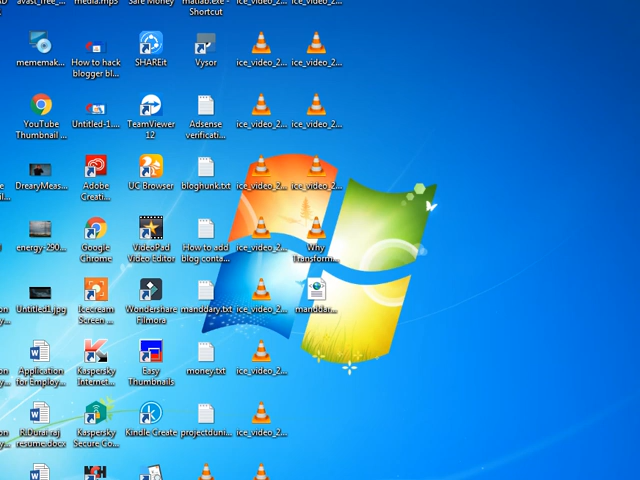 avast_free_...
media.mp3
Safe Money
matlab.exe -
Shortcut
mememak...
How to hack
blogger bl...
SHAREit
Vysor
ice_video_2...
ice_video_2...
YouTube
Thumbnail ...
Untitled-1....
TeamViewer
12
Adsense
verificati...
ice_video_2...
ice_video_2...
DrearyMeas...
Adobe
Creati...
UC Browser
bloghunk.txt
ice_video_2...
ice_video_2...
energy-290...
Google
Chrome
VideoPad
Video Editor
How to add
blog conta...
ice_video_2...
Why
Transform...
Untitled1.jpg
Icecream
Screen ...
Wondershare
Filmora
manddary.txt
ice_video_2...
manddar...
Application
for Employ...
Kaspersky
Internet...
Easy
Thumbnails
money.txt
ice_video_2...
RIDurai raj
resume.docx
Kaspersky
Secure Co...
Kindle Create
projectduni...
ice_video_2...